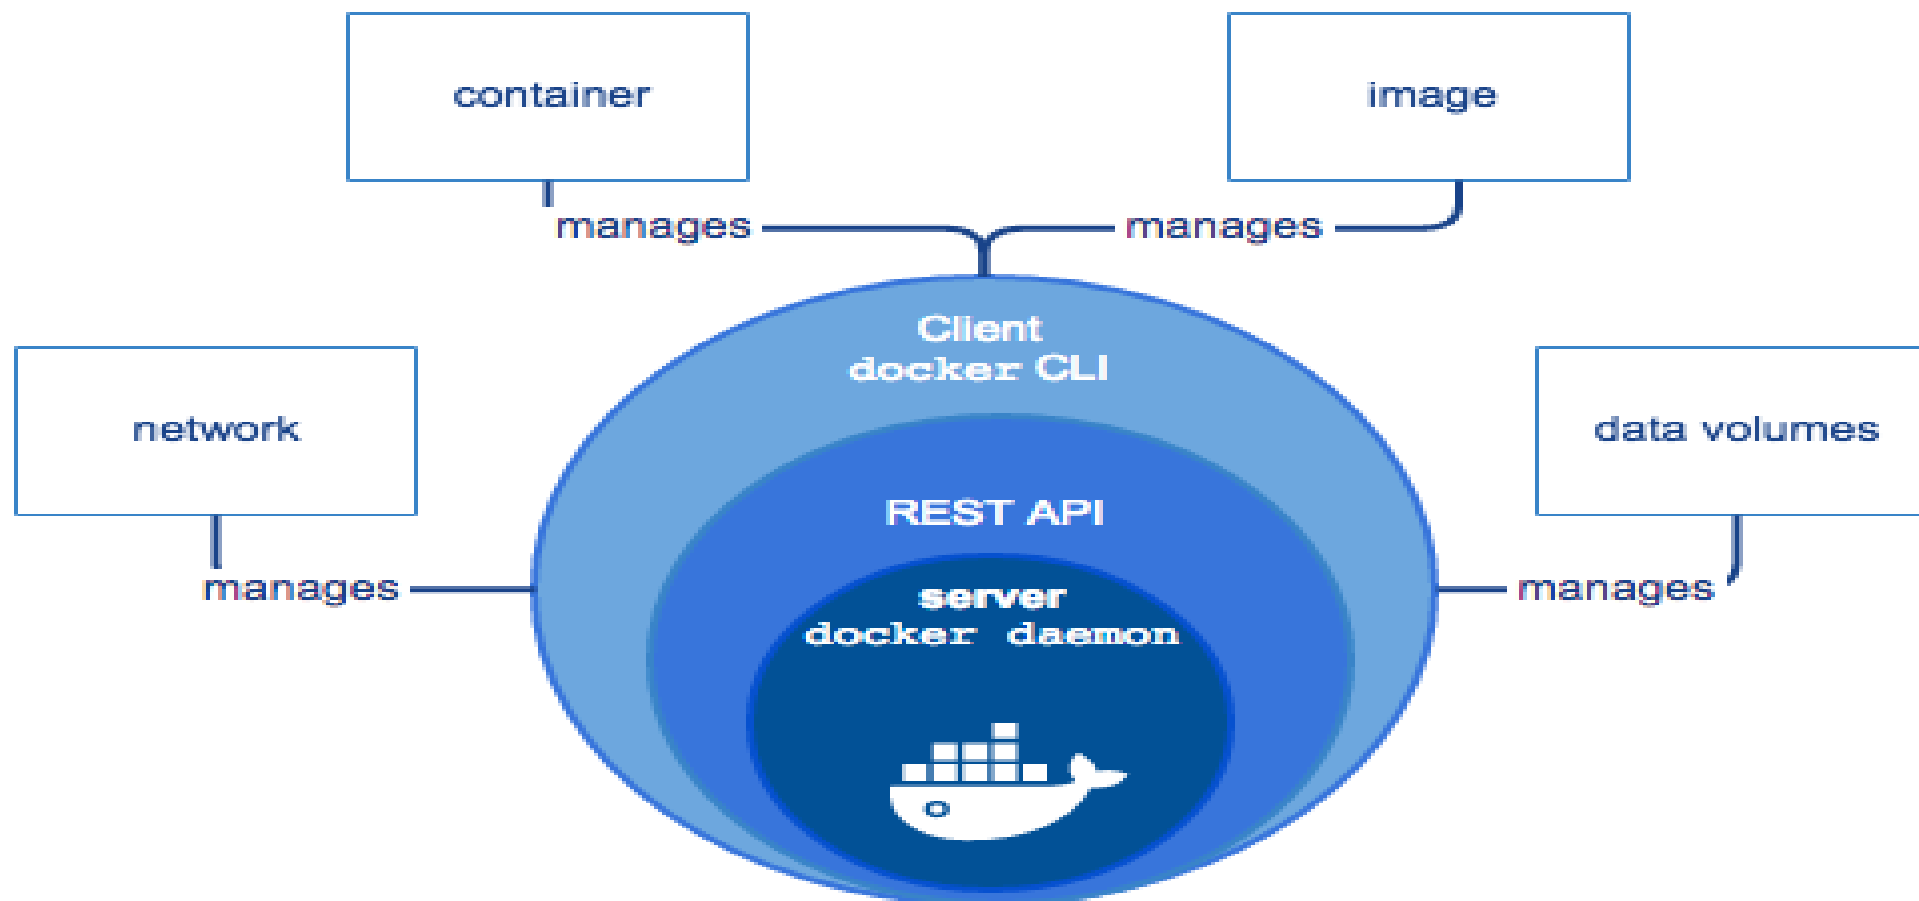 container
image
manages
manages
Client
docker CLI
network
data volumes
REST API
manages
server
manages
docker daemon